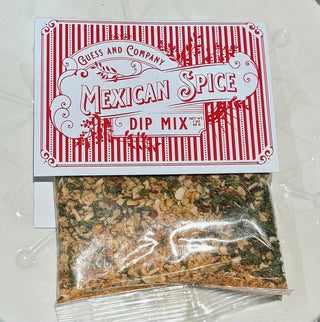 Guess and Company
Mexican Spice
Dip Mix